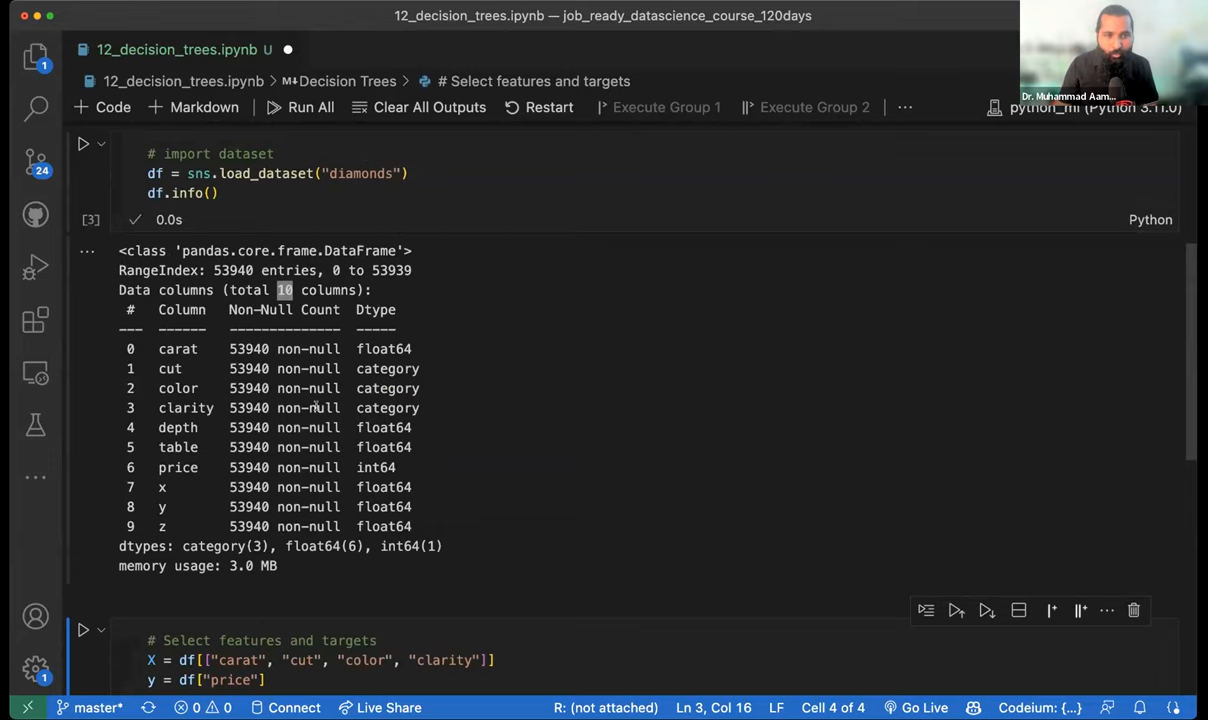 12_decision_trees.ipynb — job_ready_datascience_course_120days
12_decision_trees.ipynb U
12_decision_trees.ipynb > M↓Decision Trees > # Select features and targets
+ Code + Markdown Run All Clear All Outputs Restart Execute Group 1 Execute Group 2 ...
Dr. Muhammad Aam...
python_ml (Python 3.11.0)
1
24
1
# import dataset
df = sns.load_dataset("diamonds")
df.info()
[3] 0.0s Python
... <class 'pandas.core.frame.DataFrame'>
RangeIndex: 53940 entries, 0 to 53939
Data columns (total 10 columns):
# Column Non-Null Count Dtype
--- ------ -------------- -----
0 carat 53940 non-null float64
1 cut 53940 non-null category
2 color 53940 non-null category
3 clarity 53940 non-null category
4 depth 53940 non-null float64
5 table 53940 non-null float64
6 price 53940 non-null int64
7 x 53940 non-null float64
8 y 53940 non-null float64
9 z 53940 non-null float64
dtypes: category(3), float64(6), int64(1)
memory usage: 3.0 MB
# Select features and targets
X = df[["carat", "cut", "color", "clarity"]]
y = df["price"]
master* 0 0 Connect Live Share R: (not attached) Ln 3, Col 16 LF Cell 4 of 4 Go Live Codeium: {...}